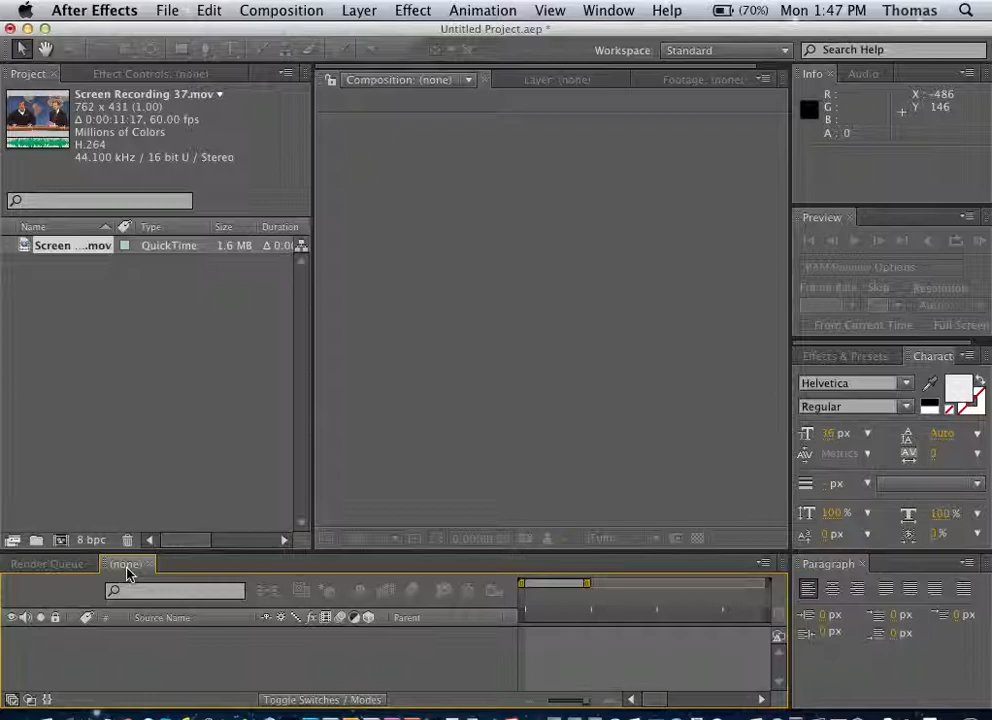 After Effects File Edit Composition Layer Effect Animation View Window Help (70%) Mon 1:47 PM Thomas
Untitled Project.aep *
Workspace: Standard Search Help
Project Effect Controls: (none) Composition: (none) Layer: (none) Footage: (none) Info Audio
Screen Recording 37.mov
762 x 431 (1.00)
Δ 0:00:11:17, 60.00 fps
Millions of Colors
H.264
44.100 kHz / 16 bit U / Stereo
R :
G :
B :
A : 0
X : -486
Y : 146
Name Type Size Duration
Screen ....mov QuickTime 1.6 MB Δ 0:0
Preview
RAM Preview Options
Frame Rate Skip Resolution
Auto
From Current Time Full Screen
Effects & Presets Charact
Helvetica
Regular
36 px Auto
Metrics 0
- px
100 % 100 %
0 px 0 %
8 bpc
Render Queue (none)
# Source Name Parent
Toggle Switches / Modes
Paragraph
0 px 0 px 0 px
0 px 0 px